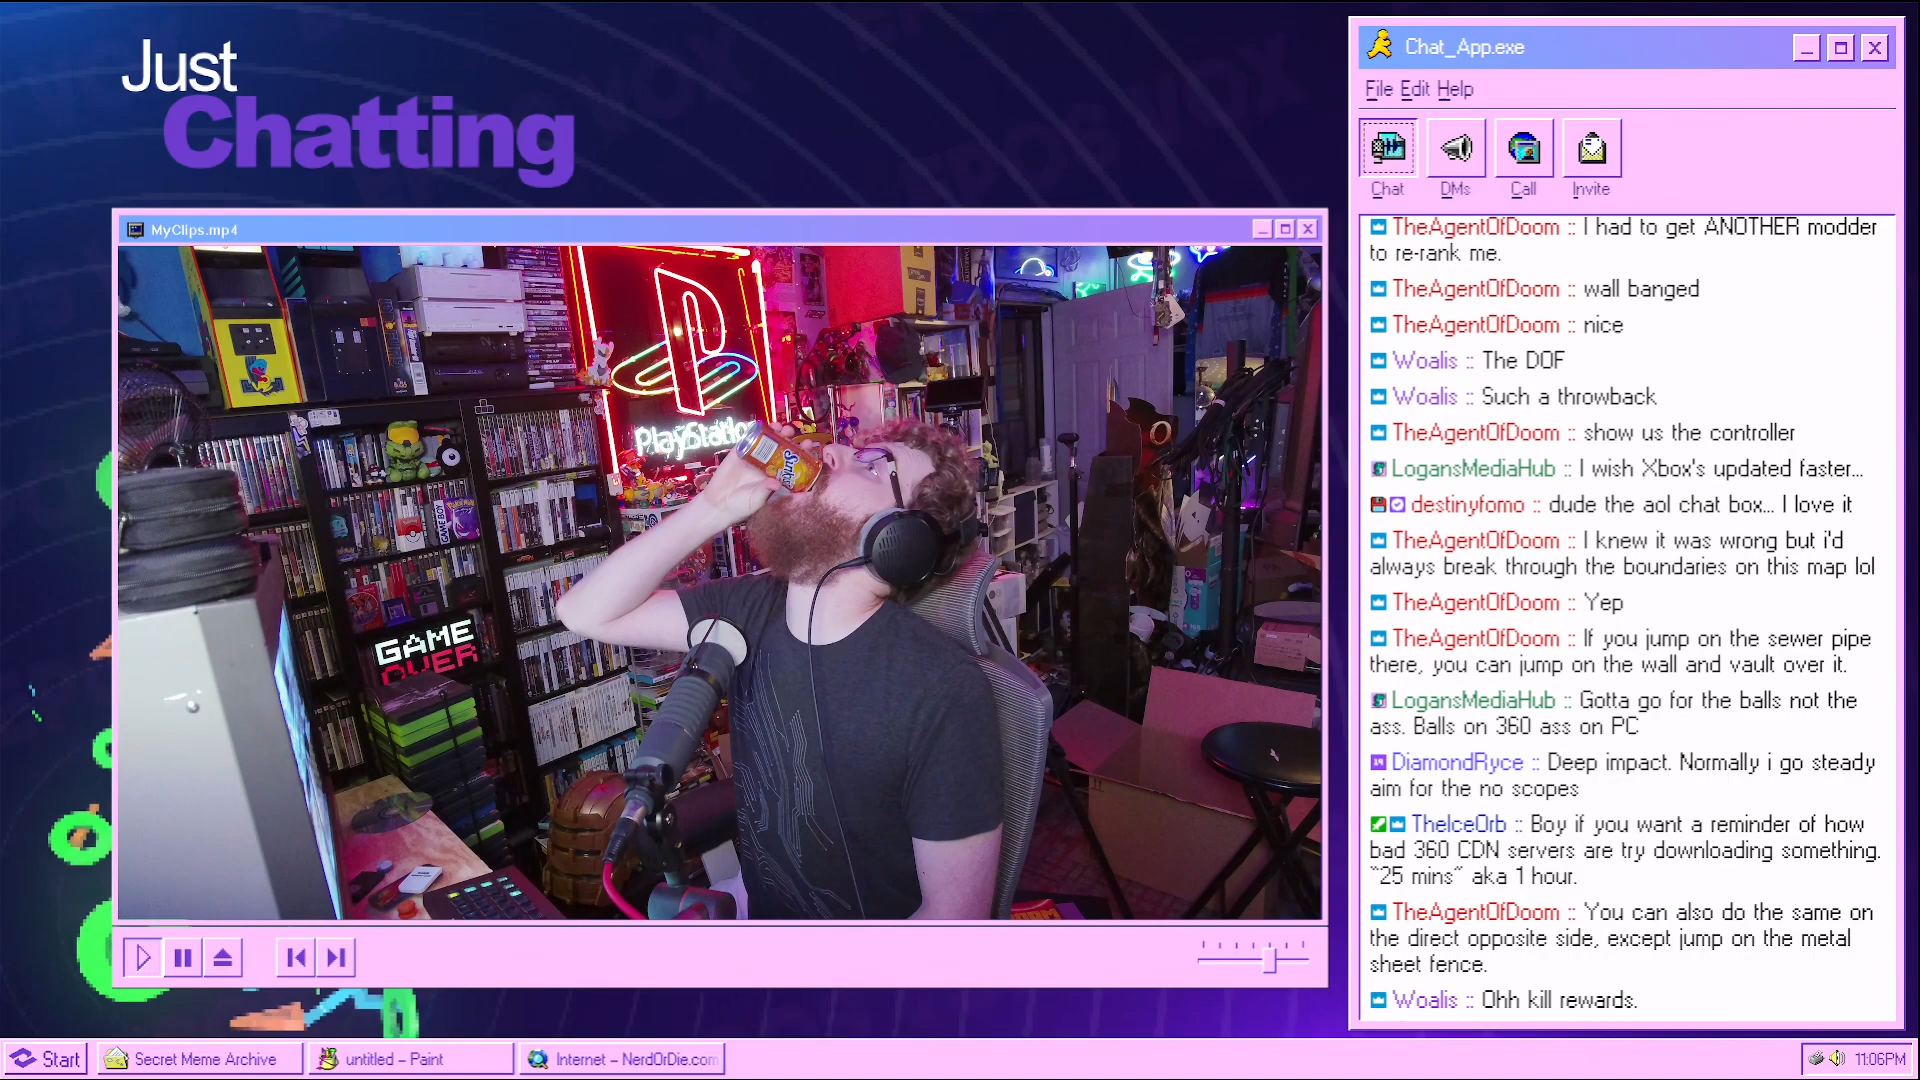 Just
Chatting
MyClips.mp4
PlayStation
Sunkist
GAME BOY
GAME
OVER
Chat_App.exe
File Edit Help
Chat DMs Call Invite
TheAgentOfDoom :: I had to get ANOTHER modder
to re-rank me.
TheAgentOfDoom :: wall banged
TheAgentOfDoom :: nice
Woalis :: The DOF
Woalis :: Such a throwback
TheAgentOfDoom :: show us the controller
LogansMediaHub :: I wish Xbox's updated faster...
destinyfomo :: dude the aol chat box... I love it
TheAgentOfDoom :: I knew it was wrong but i'd
always break through the boundaries on this map lol
TheAgentOfDoom :: Yep
TheAgentOfDoom :: If you jump on the sewer pipe
there, you can jump on the wall and vault over it.
LogansMediaHub :: Gotta go for the balls not the
ass. Balls on 360 ass on PC
DiamondRyce :: Deep impact. Normally i go steady
aim for the no scopes
TheIceOrb :: Boy if you want a reminder of how
bad 360 CDN servers are try downloading something.
"25 mins" aka 1 hour.
TheAgentOfDoom :: You can also do the same on
the direct opposite side, except jump on the metal
sheet fence.
Woalis :: Ohh kill rewards.
Start
Secret Meme Archive
untitled - Paint
Internet - NerdOrDie.com
11:06PM